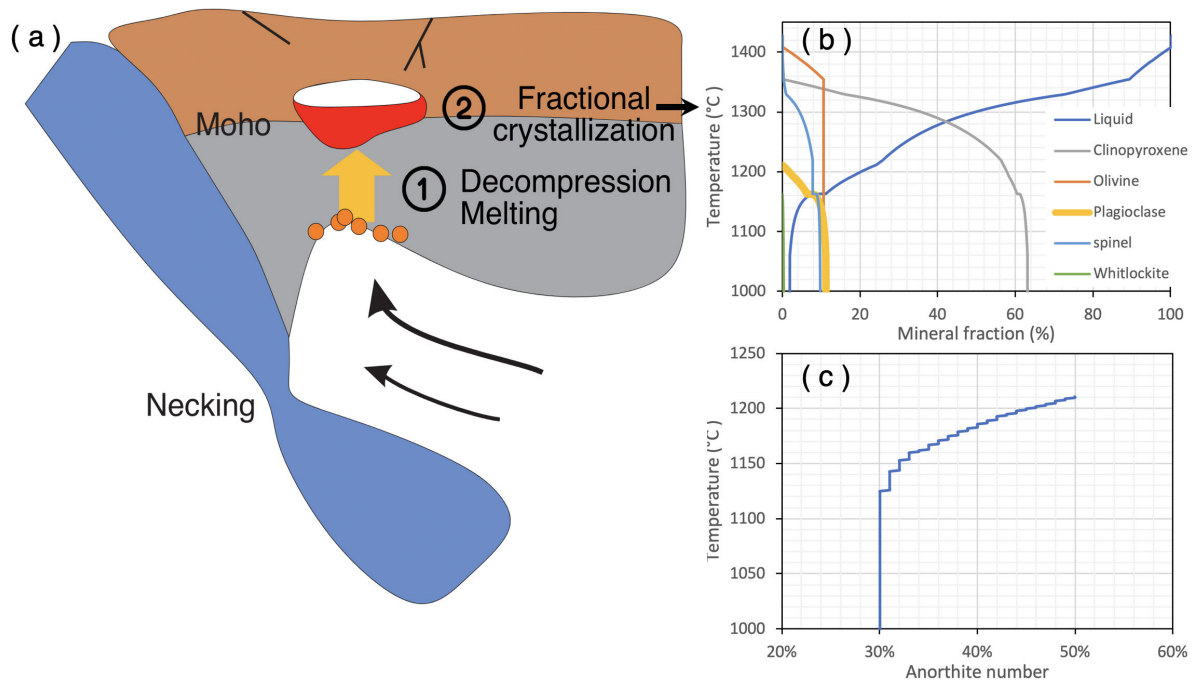 ( a )
Moho
2
Fractional
crystallization
1
Decompression
Melting
Necking
( b )
Temperature (°C)
1400
1300
1200
1100
1000
Liquid
Clinopyroxene
Olivine
Plagioclase
spinel
Whitlockite
0 20 40 60 80 100
Mineral fraction (%)
( c )
Temperature (°C)
1250
1200
1150
1100
1050
1000
20% 30% 40% 50% 60%
Anorthite number